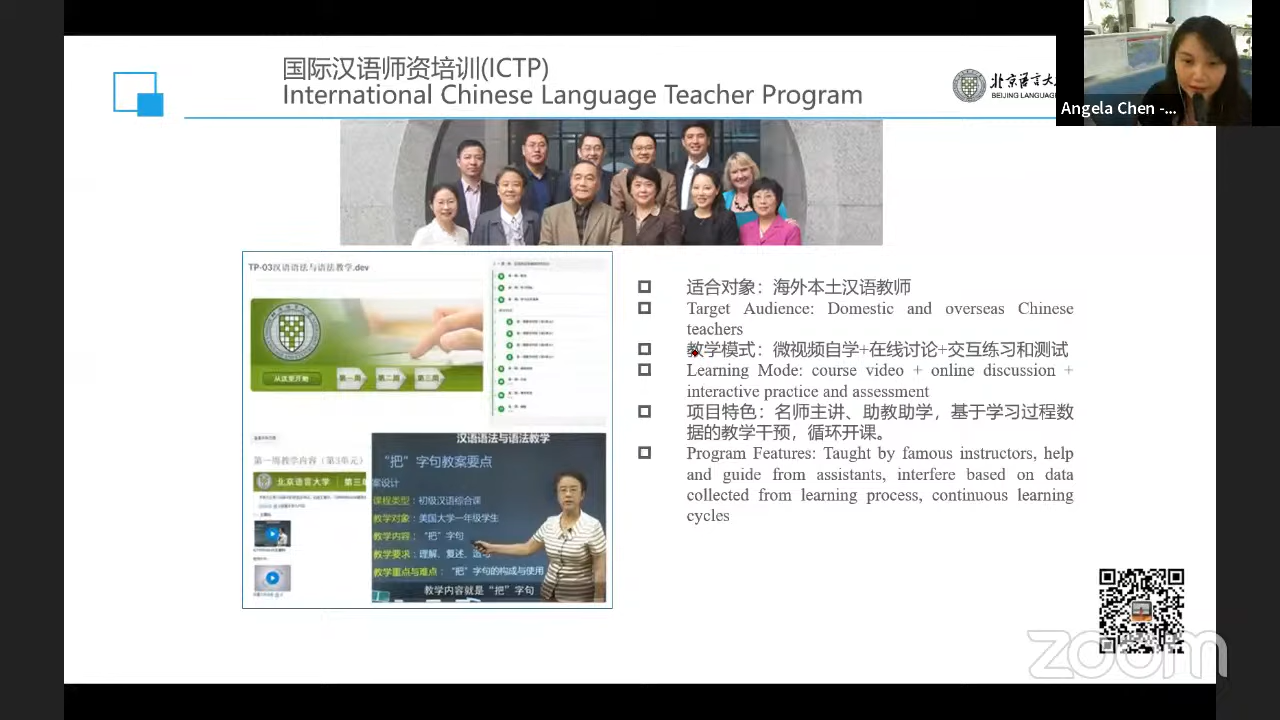 国际汉语师资培训(ICTP)
International Chinese Language Teacher Program
北京语言大
BEIJING LANGUAGE
Angela Chen -...
TP-03汉语语法与语法教学.dev
从这里开始
第一周
第二周
第三周
适合对象：海外本土汉语教师
Target Audience: Domestic and overseas Chinese
teachers
教学模式：微视频自学+在线讨论+交互练习和测试
Learning Mode: course video + online discussion +
interactive practice and assessment
项目特色：名师主讲、助教助学，基于学习过程数
据的教学干预，循环开课。
Program Features: Taught by famous instructors, help
and guide from assistants, interfere based on data
collected from learning process, continuous learning
cycles
第一周教学内容（第3单元）
北京语言大学
第三单
汉语语法与语法教学
“把”字句教案要点
案设计
课程类型：初级汉语综合课
教学对象：美国大学一年级学生
教学内容：“把”字句
教学要求：理解、复述、
教学重点与难点：“把”字句的构成与使用
教学内容就是“把”字句
zoom